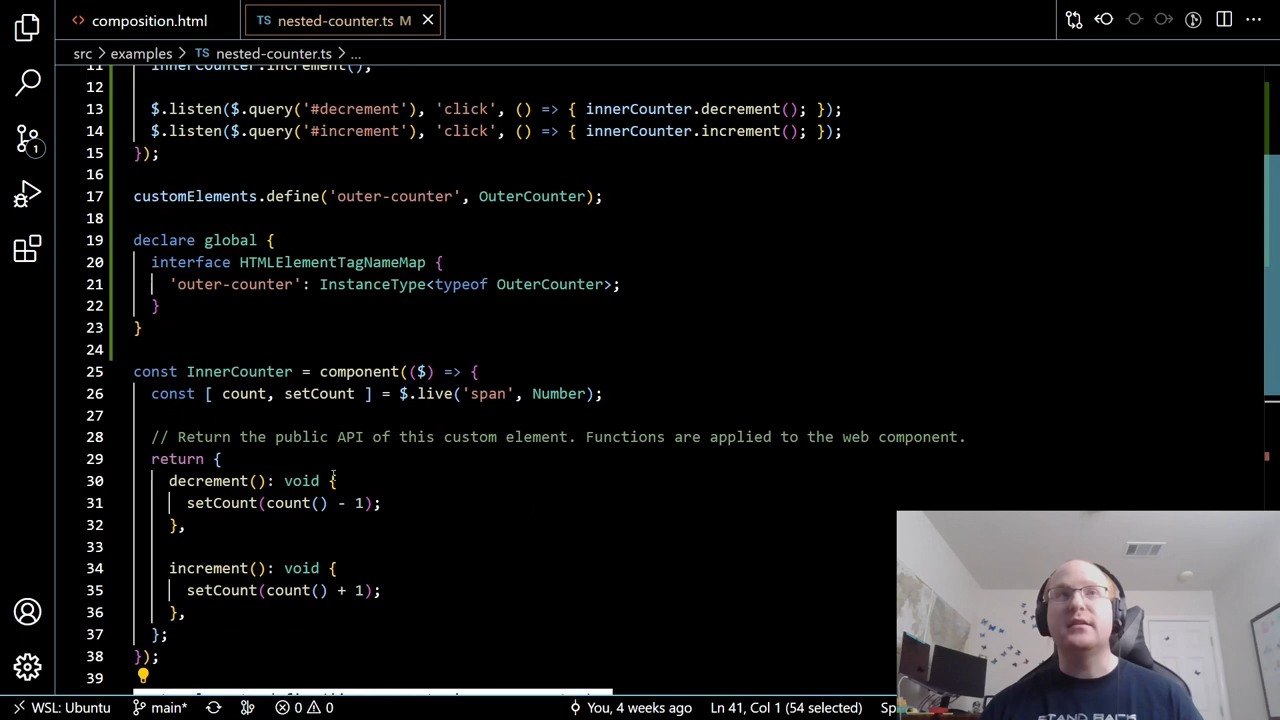 composition.html
TS nested-counter.ts M
src > examples > TS nested-counter.ts > ...
11 innerCounter.increment();
12
13 $.listen($.query('#decrement'), 'click', () => { innerCounter.decrement(); });
14 $.listen($.query('#increment'), 'click', () => { innerCounter.increment(); });
15 });
16
17 customElements.define('outer-counter', OuterCounter);
18
19 declare global {
20 interface HTMLElementTagNameMap {
21 'outer-counter': InstanceType<typeof OuterCounter>;
22 }
23 }
24
25 const InnerCounter = component(($) => {
26 const [ count, setCount ] = $.live('span', Number);
27
28 // Return the public API of this custom element. Functions are applied to the web component.
29 return {
30 decrement(): void {
31 setCount(count() - 1);
32 },
33
34 increment(): void {
35 setCount(count() + 1);
36 },
37 };
38 });
39
1
STAND BACK
WSL: Ubuntu main* 0 0 You, 4 weeks ago Ln 41, Col 1 (54 selected)